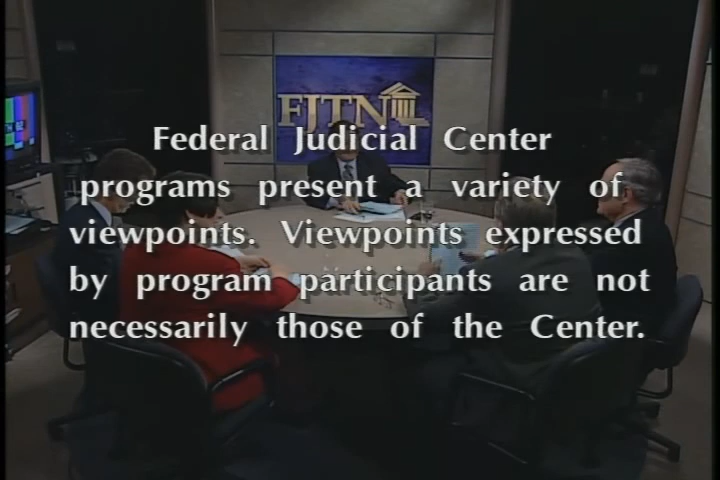 FJTN
Federal Judicial Center
programs present a variety of
viewpoints. Viewpoints expressed
by program participants are not
necessarily those of the Center.